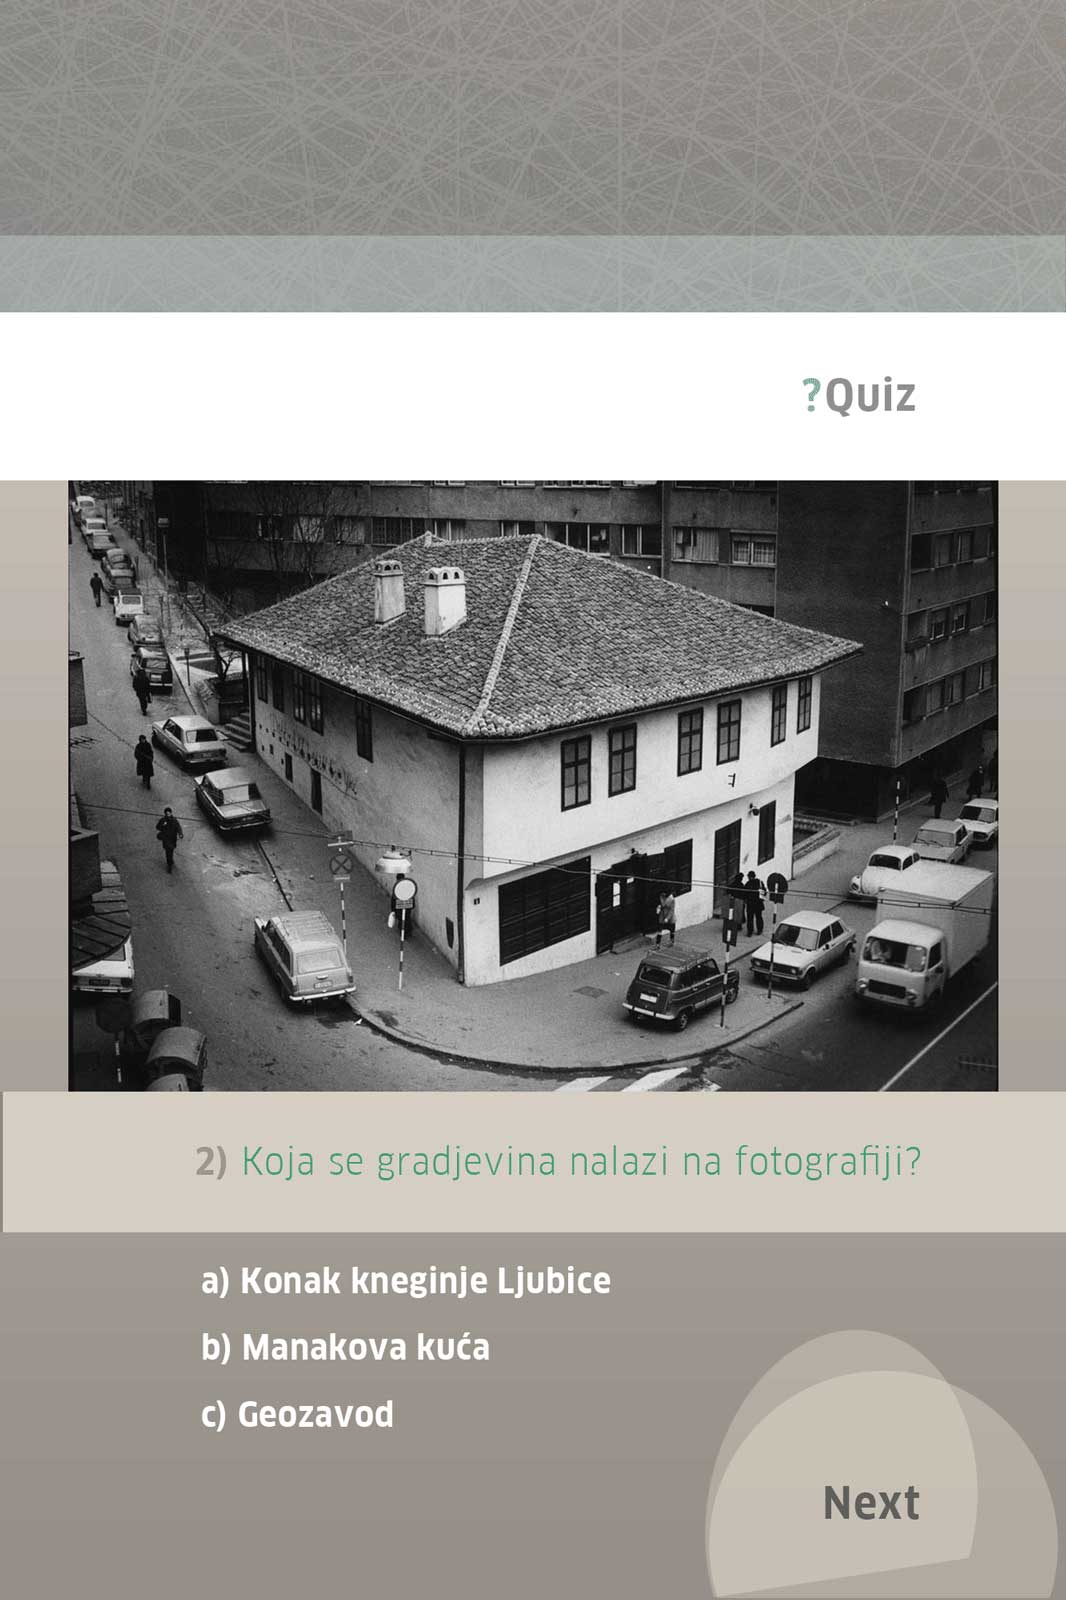 ?Quiz
2) Koja se gradjevina nalazi na fotografiji?
a) Konak kneginje Ljubice
b) Manakova kuća
c) Geozavod
Next